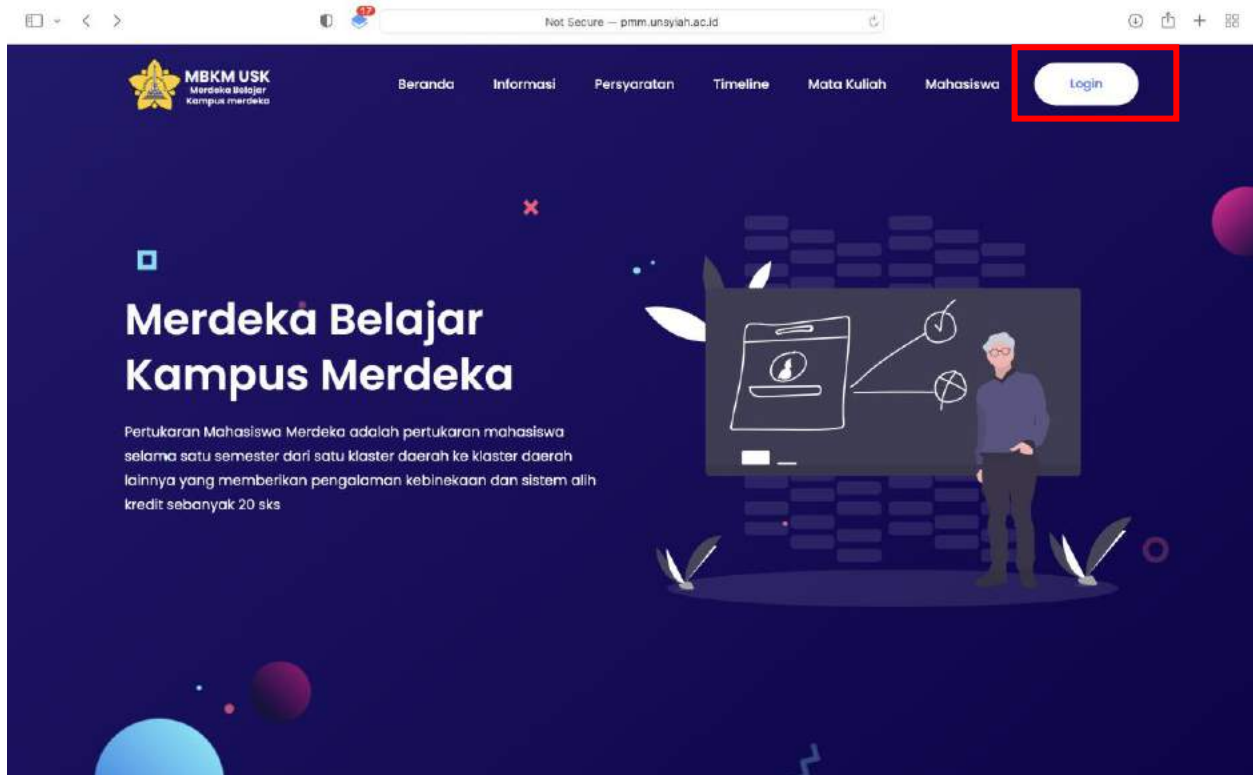 17
Not Secure — pmm.unsyiah.ac.id
MBKM USK
Merdeka Belajar
Kampus merdeka
Beranda
Informasi
Persyaratan
Timeline
Mata Kuliah
Mahasiswa
Login
Merdeka Belajar
Kampus Merdeka
Pertukaran Mahasiswa Merdeka adalah pertukaran mahasiswa
selama satu semester dari satu klaster daerah ke klaster daerah
lainnya yang memberikan pengalaman kebinekaan dan sistem alih
kredit sebanyak 20 sks